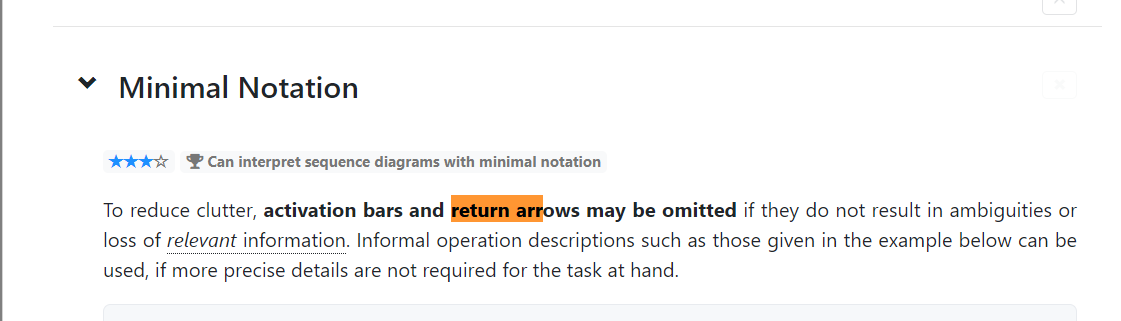 Minimal Notation
★★★☆ Can interpret sequence diagrams with minimal notation
To reduce clutter, activation bars and return arrows may be omitted if they do not result in ambiguities or
loss of relevant information. Informal operation descriptions such as those given in the example below can be
used, if more precise details are not required for the task at hand.